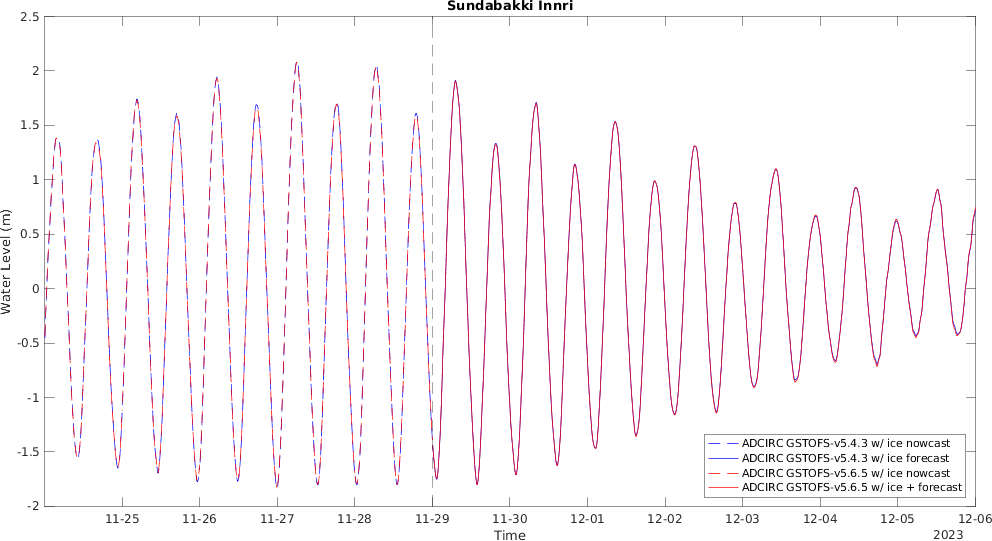 Sundabakki Innri
2.5
2
1.5
1
0.5
0
-0.5
-1
-1.5
-2
Water Level (m)
ADCIRC GSTOFS-v5.4.3 w/ ice nowcast
ADCIRC GSTOFS-v5.4.3 w/ ice forecast
ADCIRC GSTOFS-v5.6.5 w/ ice nowcast
ADCIRC GSTOFS-v5.6.5 w/ ice + forecast
11-25 11-26 11-27 11-28 11-29 11-30 12-01 12-02 12-03 12-04 12-05 12-06
Time
2023